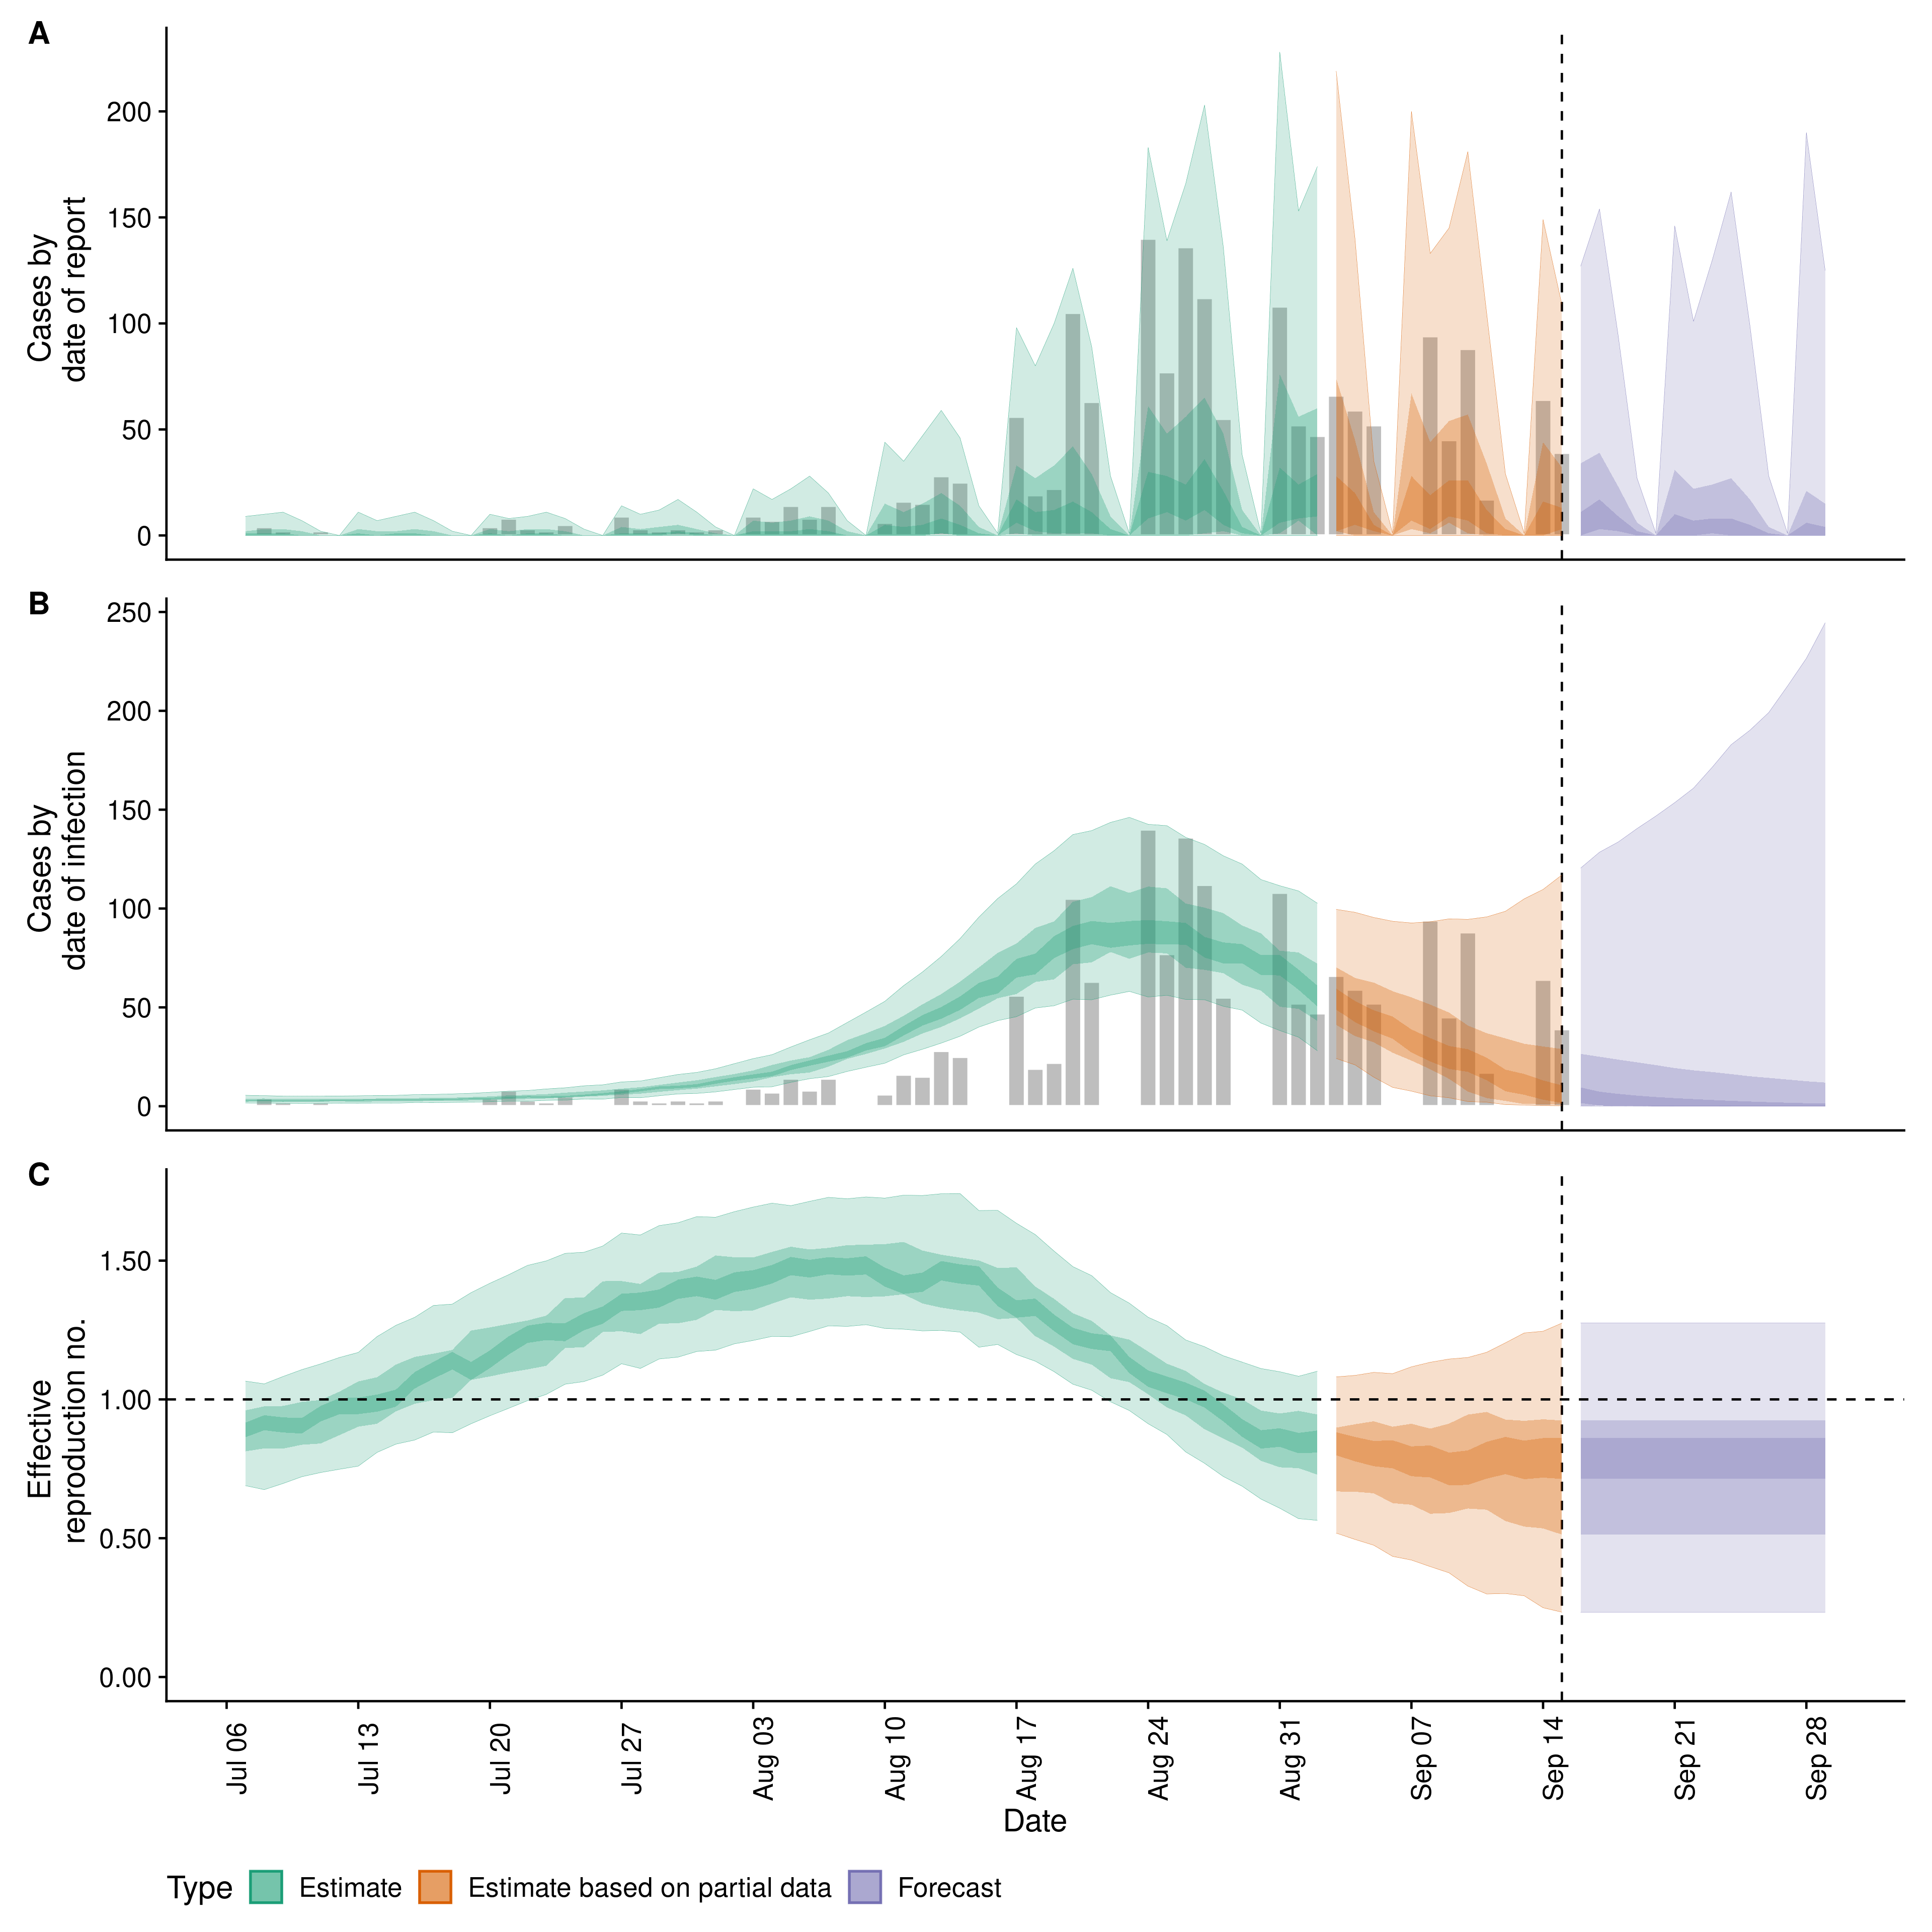 A
Cases by
date of report
200
150
100
50
0
B
Cases by
date of infection
250
200
150
100
50
0
C
Effective
reproduction no.
1.50
1.00
0.50
0.00
Jul 06
Jul 13
Jul 20
Jul 27
Aug 03
Aug 10
Aug 17
Aug 24
Aug 31
Sep 07
Sep 14
Sep 21
Sep 28
Date
Type Estimate Estimate based on partial data Forecast